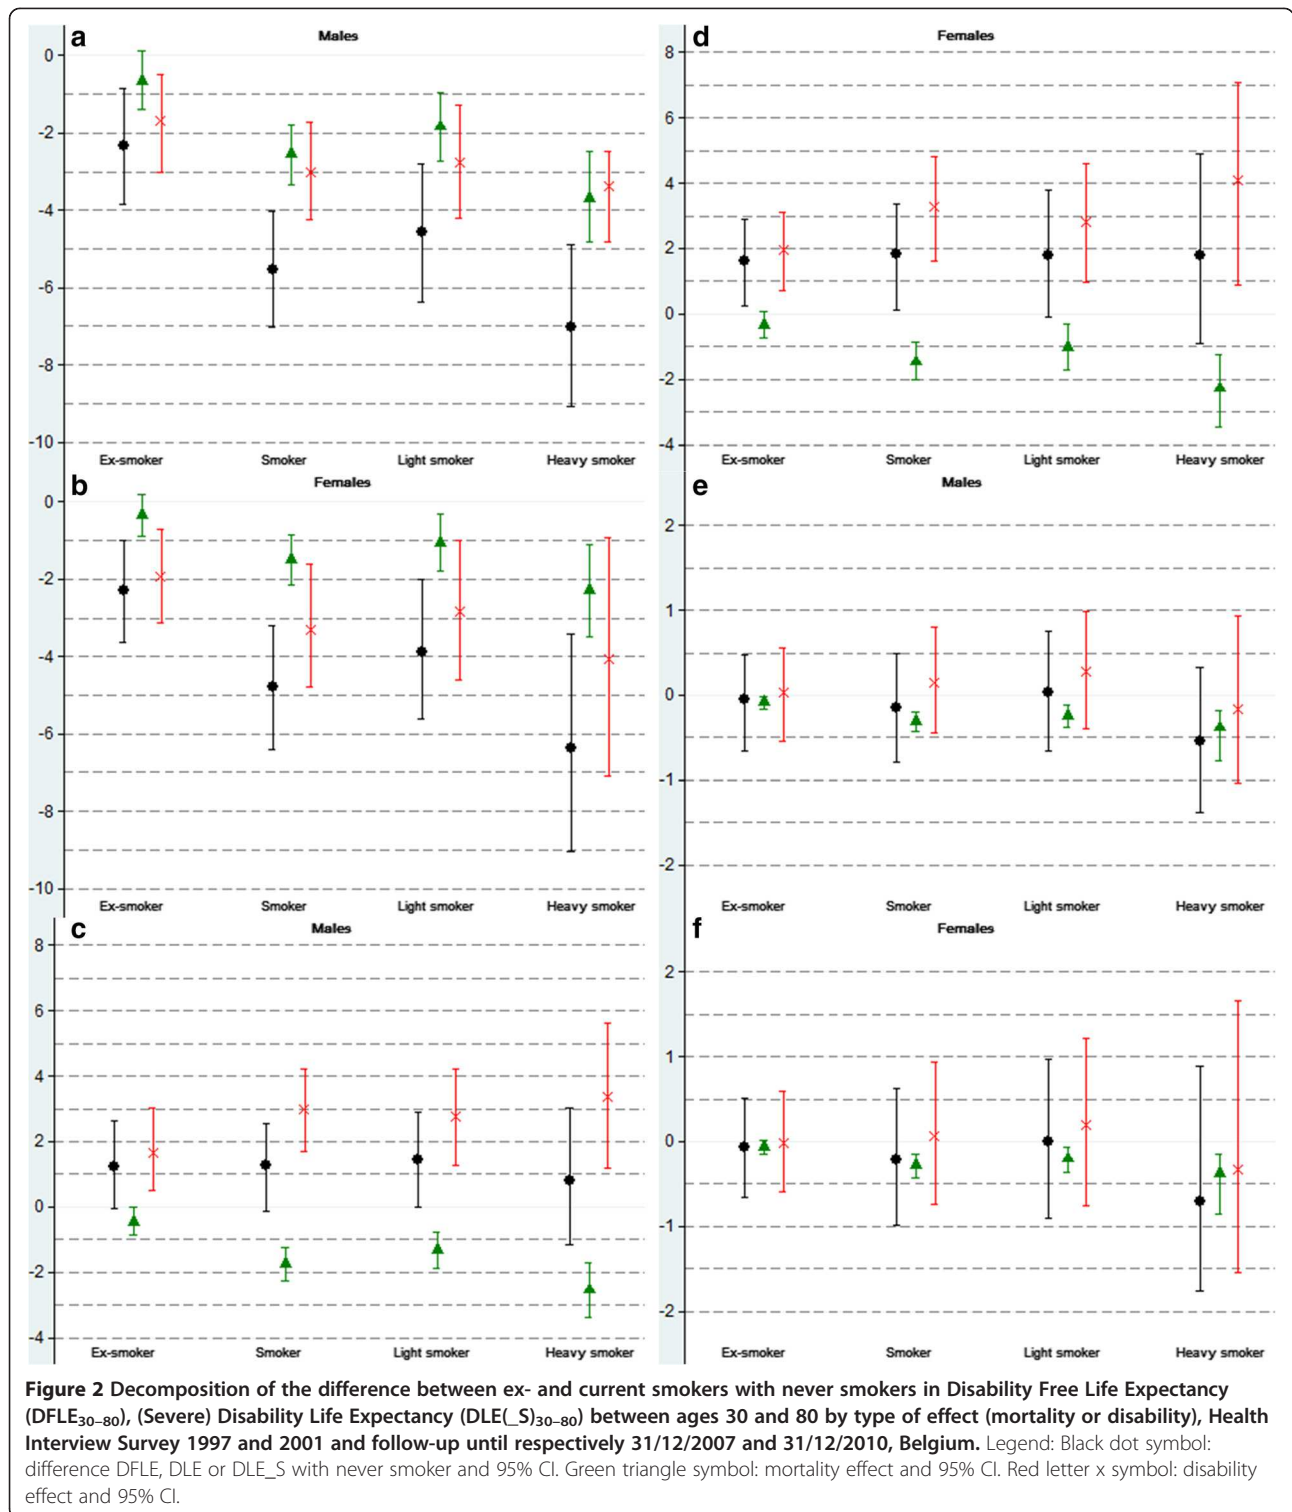 a
Males
0
-2
-4
-6
-8
-10
Ex-smoker Smoker Light smoker Heavy smoker
b
Females
0
-2
-4
-6
-8
-10
Ex-smoker Smoker Light smoker Heavy smoker
c
Males
8
6
4
2
0
-2
-4
Ex-smoker Smoker Light smoker Heavy smoker
d
Females
8
6
4
2
0
-2
-4
Ex-smoker Smoker Light smoker Heavy smoker
e
Males
2
1
0
-1
-2
Ex-smoker Smoker Light smoker Heavy smoker
f
Females
2
1
0
-1
-2
Ex-smoker Smoker Light smoker Heavy smoker
Figure 2 Decomposition of the difference between ex- and current smokers with never smokers in Disability Free Life Expectancy
(DFLE30–80), (Severe) Disability Life Expectancy (DLE(_S)30–80) between ages 30 and 80 by type of effect (mortality or disability), Health
Interview Survey 1997 and 2001 and follow-up until respectively 31/12/2007 and 31/12/2010, Belgium. Legend: Black dot symbol:
difference DFLE, DLE or DLE_S with never smoker and 95% CI. Green triangle symbol: mortality effect and 95% CI. Red letter x symbol: disability
effect and 95% CI.